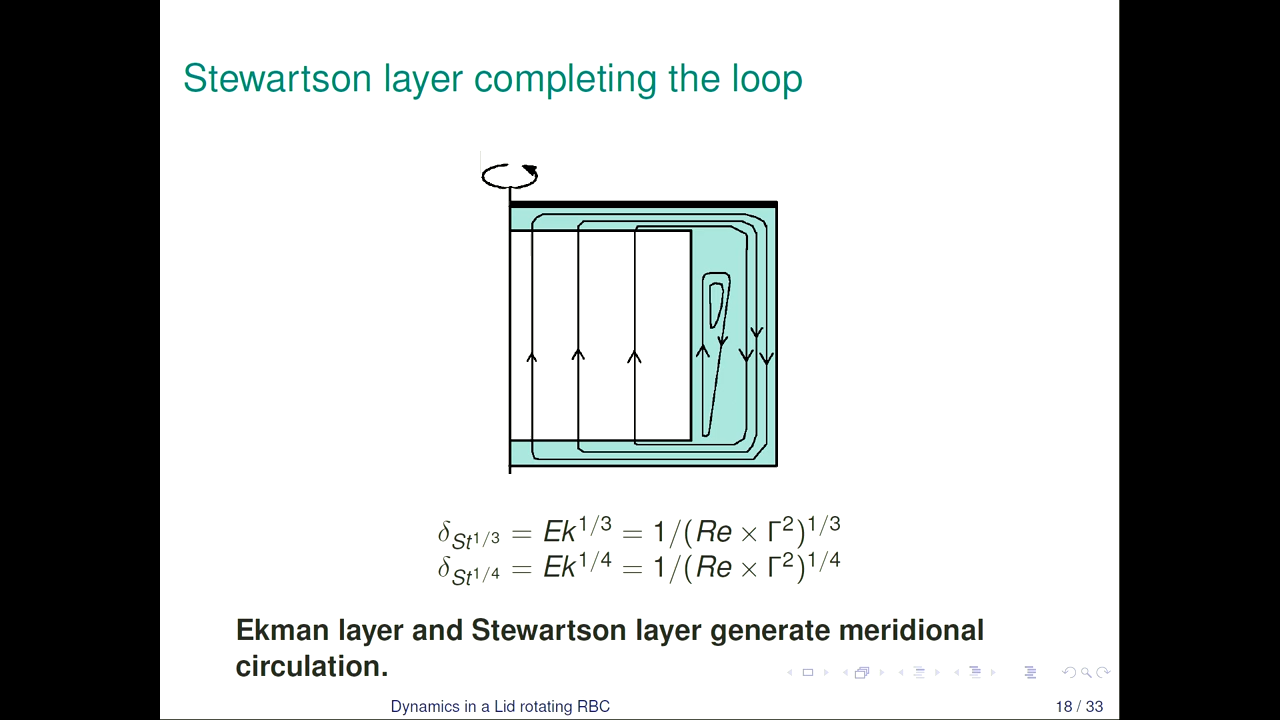 Stewartson layer completing the loop
δ_{St^{1/3}} = Ek^{1/3} = 1/(Re × Γ^2)^{1/3}
δ_{St^{1/4}} = Ek^{1/4} = 1/(Re × Γ^2)^{1/4}
Ekman layer and Stewartson layer generate meridional
circulation.
Dynamics in a Lid rotating RBC
18 / 33